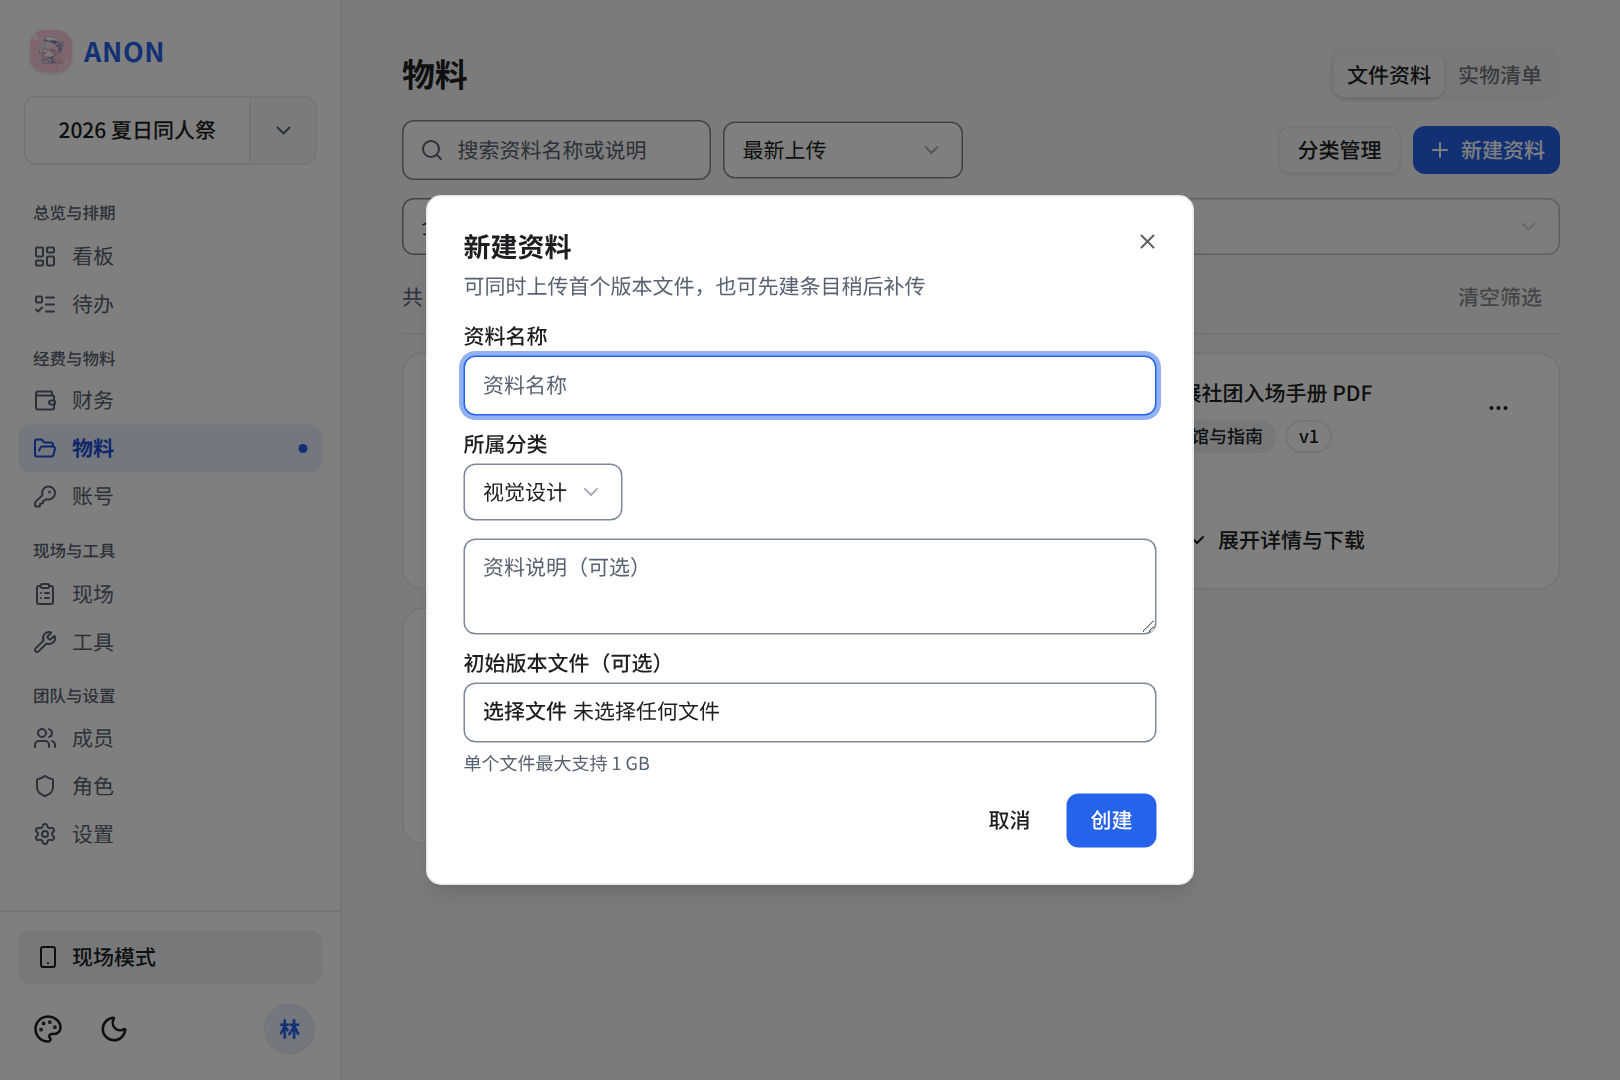 ANON
2026 夏日同人祭
总览与排期
看板
待办
经费与物料
财务
物料
账号
现场与工具
现场
工具
团队与设置
成员
角色
设置
现场模式
林
物料
文件资料
实物清单
搜索资料名称或说明
最新上传
分类管理
新建资料
共
清空筛选
社团入场手册 PDF
馆与指南
v1
展开详情与下载
新建资料
可同时上传首个版本文件，也可先建条目稍后补传
资料名称
资料名称
所属分类
视觉设计
资料说明（可选）
初始版本文件（可选）
选择文件 未选择任何文件
单个文件最大支持 1 GB
取消
创建